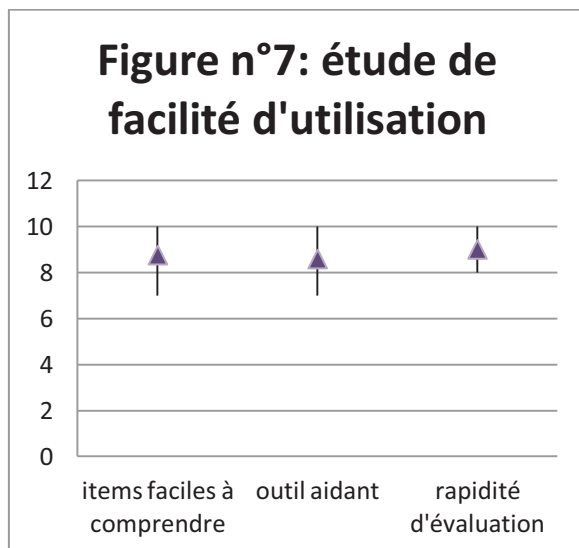 Figure n°7: étude de
facilité d'utilisation
12
10
8
6
4
2
0
items faciles à
comprendre
outil aidant
rapidité
d'évaluation